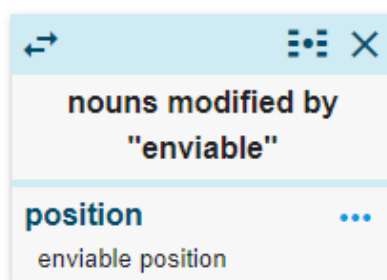 nouns modified by
"enviable"
position
enviable position